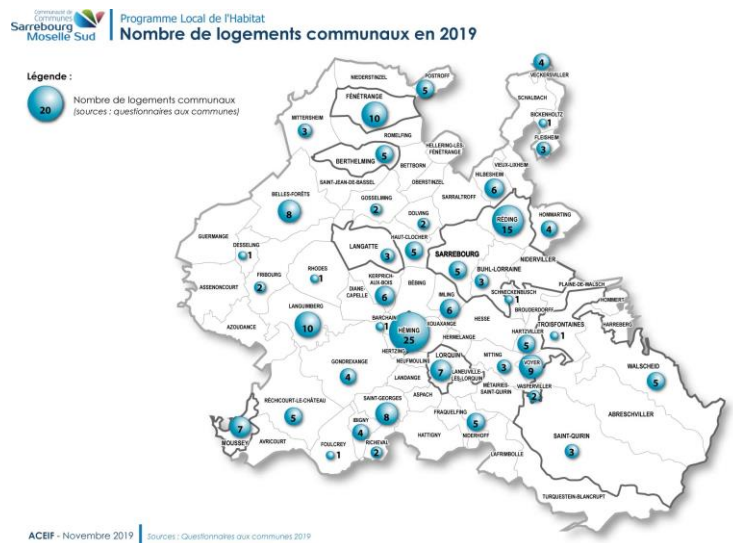 Communauté de
Communes
Sarrebourg
Moselle Sud
Programme Local de l'Habitat
Nombre de logements communaux en 2019
Légende :
20
Nombre de logements communaux
(sources : questionnaires aux communes)
NIEDERSTINZEL
POSTROFF
5
4
VECKERSVILLER
FÉNÉTRANGE
10
SCHALBACH
BICKENHOLTZ
1
FLEISHEIM
3
MITTERSHEIM
3
ROMELFING
BERTHELMING
5
BETTBORN
HELLERING-LÈS-
FÉNÉTRANGE
VIEUX-LIXHEIM
HILBESHEIM
6
SAINT-JEAN-DE-BASSEL
OBERSTINZEL
SARRALTROFF
BELLES-FORÊTS
8
GOSSELMING
2
DOLVING
2
RÉDING
15
HOMMARTING
4
GUERMANGE
DESSELING
1
LANGATTE
3
HAUT-CLOCHER
5
SARREBOURG
5
NIDERVILLER
BUHL-LORRAINE
3
PLAINE-DE-WALSCH
ASSENONCOURT
FRIBOURG
2
RHODES
1
DIANE-
CAPELLE
KERPRICH-
AUX-BOIS
6
BÉBING
IMLING
6
SCHNECKENBUSCH
1
BROUDERDORFF
HOMMERT
AZOUDANGE
LANGUIMBERG
10
BARCHAIN
1
HÉMING
25
XOUAXANGE
HESSE
TROISFONTAINES
1
HARREBERG
HERTZING
NEUFMOULINS
HERMELANGE
HARTZVILLER
5
GONDREXANGE
4
LORQUIN
7
LANEUVILLE-
LÈS-LORQUIN
NITTING
3
VOYER
9
WALSCHEID
5
LANDANGE
ASPACH
MÉTAIRIES-
SAINT-QUIRIN
VASPERVILLER
2
ABRESCHVILLER
RÉCHICOURT-LE-CHÂTEAU
5
SAINT-GEORGES
8
MOUSSEY
7
AVRICOURT
IBIGNY
4
FRAQUELFING
5
NIDERHOFF
HATTIGNY
SAINT-QUIRIN
3
FOULCREY
1
RICHEVAL
2
LAFRIMBOLLE
TURQUESTEIN-BLANCRUPT
ACEIF - Novembre 2019
Sources : Questionnaires aux communes 2019